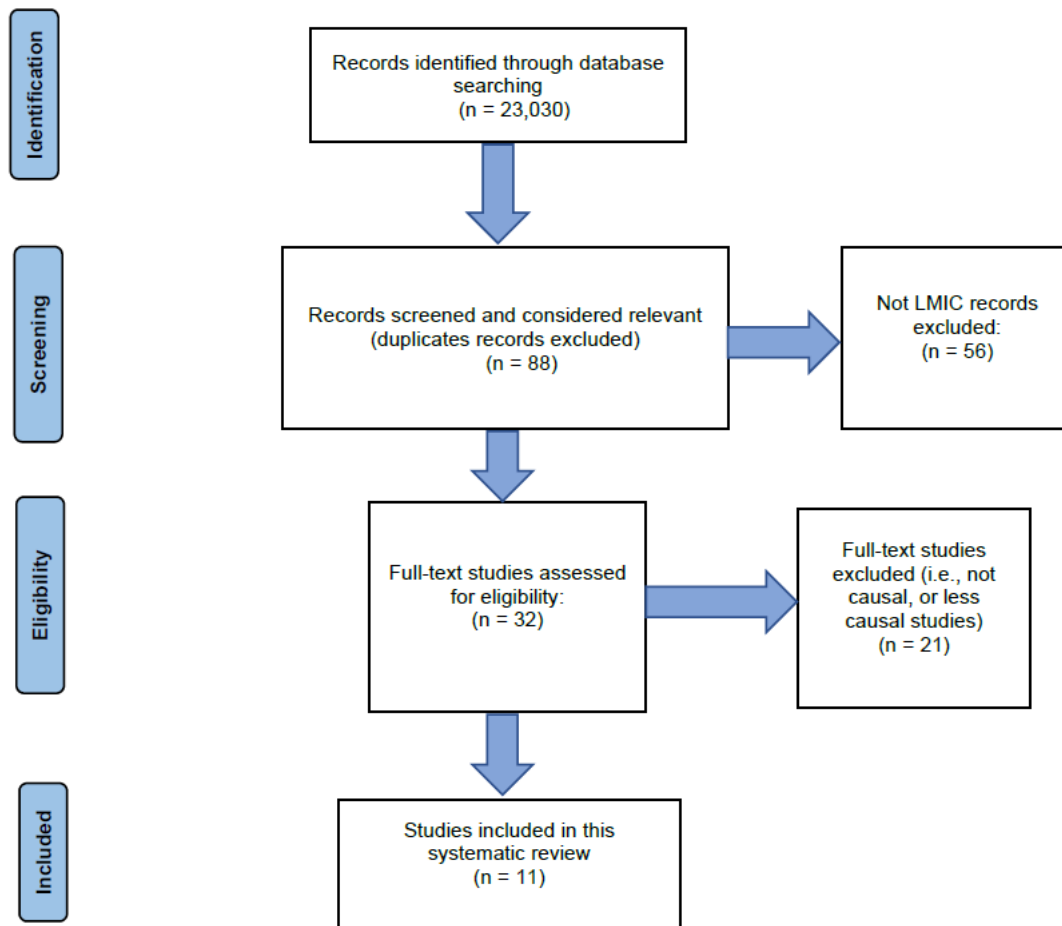 Identification
Records identified through database
searching
(n = 23,030)
Screening
Records screened and considered relevant
(duplicates records excluded)
(n = 88)
Not LMIC records
excluded:
(n = 56)
Eligibility
Full-text studies assessed
for eligibility:
(n = 32)
Full-text studies
excluded (i.e., not
causal, or less
causal studies)
(n = 21)
Included
Studies included in this
systematic review
(n = 11)